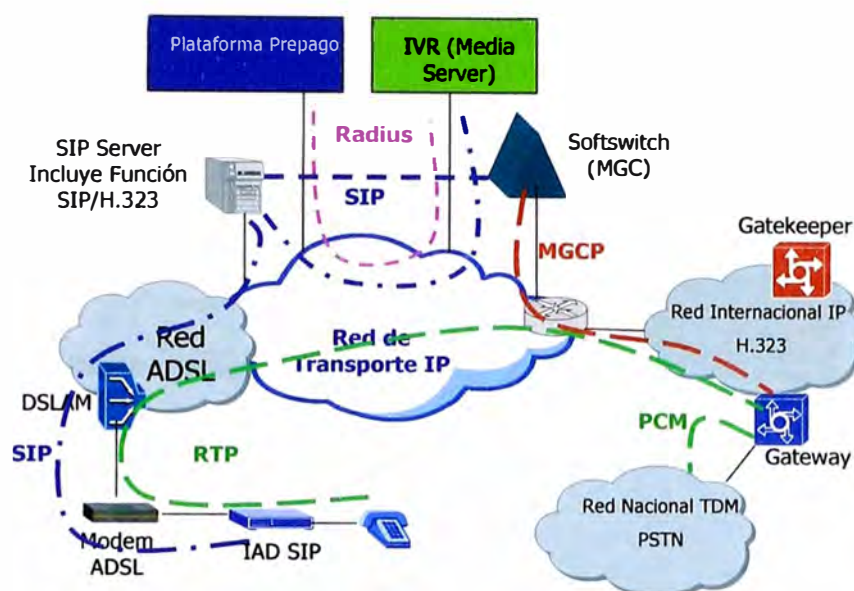 Plataforma Prepago
IVR (Media
Server)
Radius
SIP Server
Incluye Función
SIP/H.323
SIP
Softswitch
(MGC)
MGCP
Gatekeeper
Red Internacional IP
H.323
Red
ADSL
Red de
Transporte IP
DSLAM
SIP
RTP
PCM
Gateway
Modem
ADSL
IAD SIP
Red Nacional TDM
PSTN